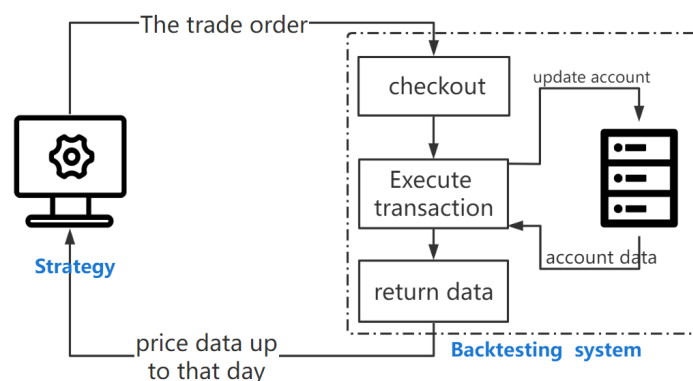 The trade order
checkout
update account
Execute
transaction
account data
Strategy
return data
price data up
to that day
Backtesting system